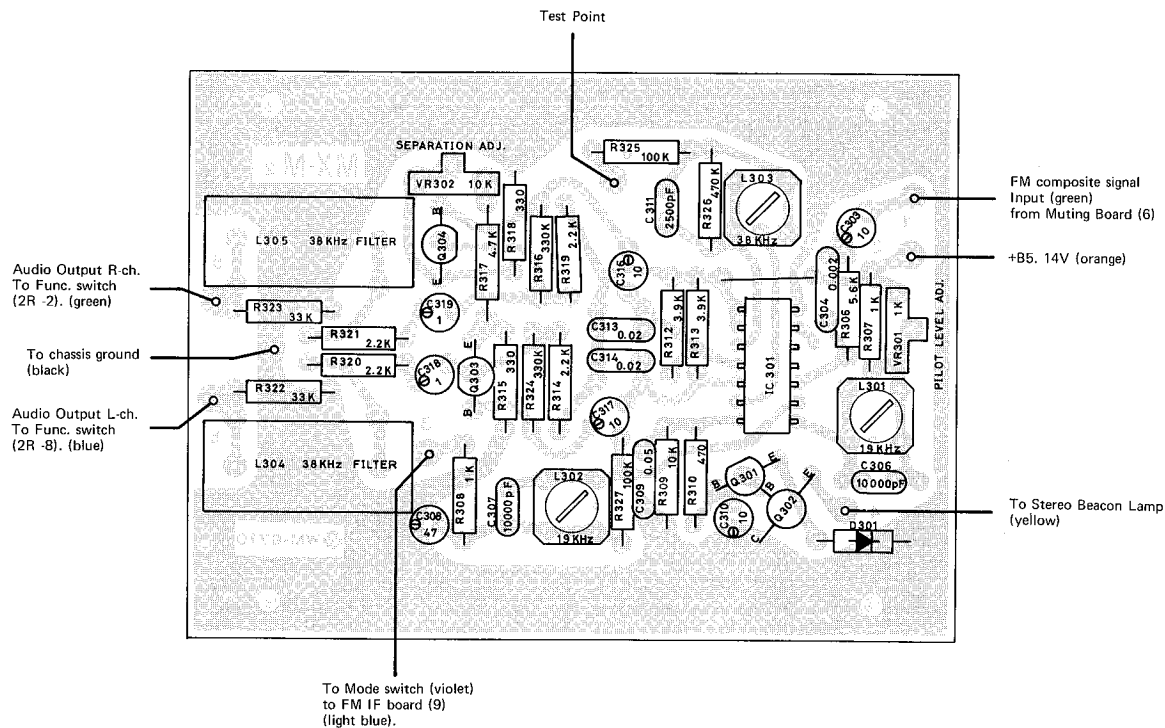 Test Point
SEPARATION ADJ.
VR302 10K
R325
100K
L303
38KHz
R326
470K
C311
2500pF
C303
10
FM composite signal
Input (green)
from Muting Board (6)
+B5. 14V (orange)
L305 38KHz FILTER
B
Q304
E
R317
4.7K
R318
330
R316
330K
R319
2.2K
C316
10
C304
0.002
R306
5.6K
R307
1K
VR301 1K
PILOT LEVEL ADJ.
Audio Output R-ch.
To Func. switch
(2R -2). (green)
R323
33K
C319
1
C313
0.02
R312
3.9K
R313
3.9K
IC 301
R321
2.2K
To chassis ground
(black)
R320
2.2K
C318
1
E
Q303
B
R315
330
R324
330K
R314
2.2K
C314
0.02
R322
33K
C317
10
L301
19KHz
Audio Output L-ch.
To Func. switch
(2R -8). (blue)
L304 38KHz FILTER
C308
47
R308
1K
C307
10000pF
L302
19KHz
R327
100K
C309
0.05
R309
10K
R310
470
C310
10
B
Q301
E
B
Q302
E
C
C306
10000pF
To Stereo Beacon Lamp
(yellow)
D301
To Mode switch (violet)
to FM IF board (9)
(light blue).